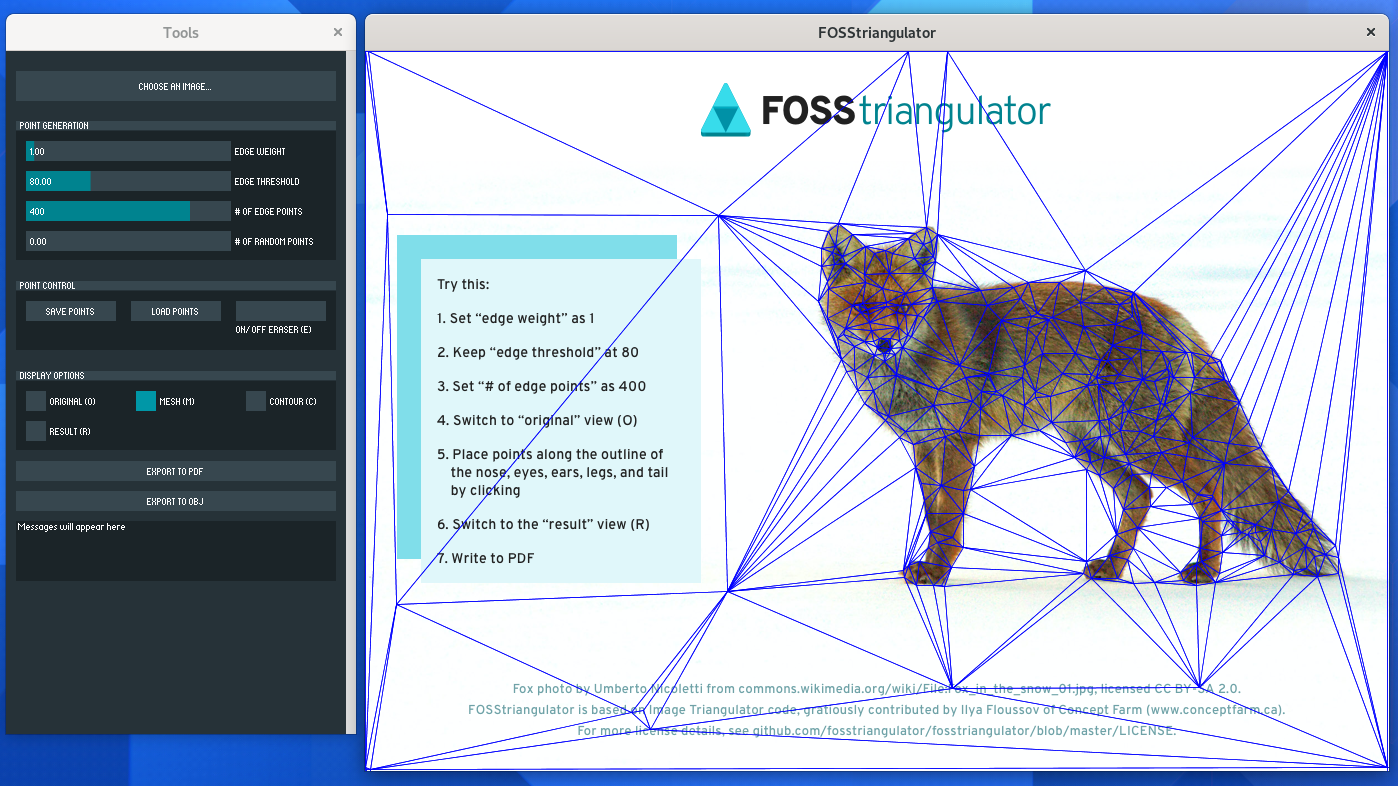 Tools
CHOOSE AN IMAGE...
POINT GENERATION
1.00 EDGE WEIGHT
80.00 EDGE THRESHOLD
400 # OF EDGE POINTS
0.00 # OF RANDOM POINTS
POINT CONTROL
SAVE POINTS LOAD POINTS
ON/ OFF ERASER (E)
DISPLAY OPTIONS
ORIGINAL (O) MESH (M) CONTOUR (C)
RESULT (R)
EXPORT TO PDF
EXPORT TO OBJ
Messages will appear here
FOSStriangulator
FOSStriangulator
Try this:
1. Set “edge weight” as 1
2. Keep “edge threshold” at 80
3. Set “# of edge points” as 400
4. Switch to “original” view (O)
5. Place points along the outline of
the nose, eyes, ears, legs, and tail
by clicking
6. Switch to the “result” view (R)
7. Write to PDF
Fox photo by Umberto Nicoletti from commons.wikimedia.org/wiki/File:Fox_in_the_snow_01.jpg, licensed CC BY-SA 2.0.
FOSStriangulator is based on Image Triangulator code, gratiously contributed by Ilya Floussov of Concept Farm (www.conceptfarm.ca).
For more license details, see github.com/fosstriangulator/fosstriangulator/blob/master/LICENSE.